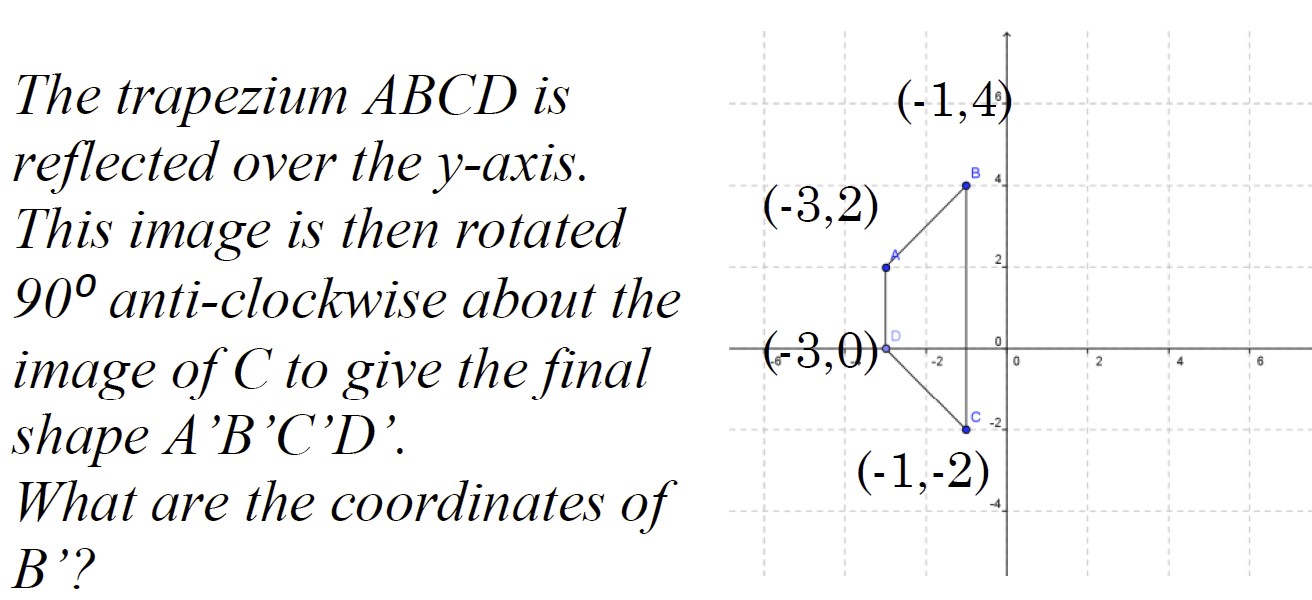 The trapezium ABCD is
reflected over the y-axis.
This image is then rotated
90º anti-clockwise about the
image of C to give the final
shape A’B’C’D’.
What are the coordinates of
B’?
(-1,4)
6
B
4
(-3,2)
A
2
D
0
(-3,0)
-6
-4
-2
0
2
4
6
C
-2
(-1,-2)
-4